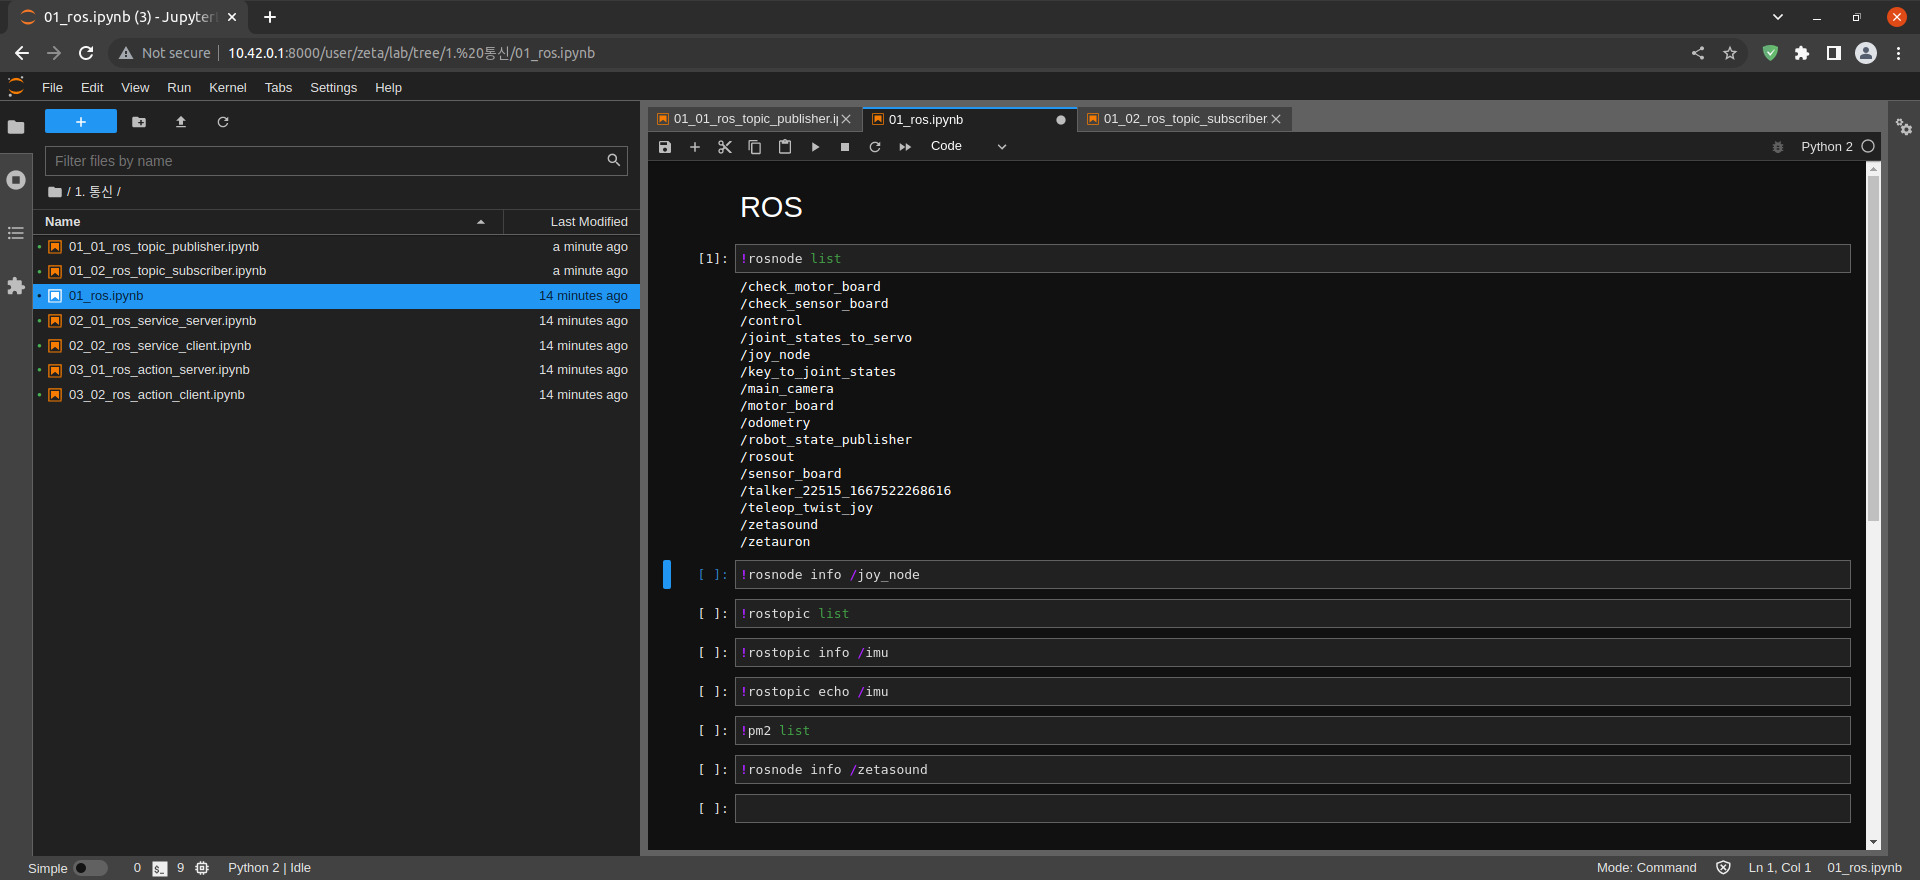 01_ros.ipynb (3) - Jupyter
Not secure
10.42.0.1:8000/user/zeta/lab/tree/1.%20통신/01_ros.ipynb
File Edit View Run Kernel Tabs Settings Help
Filter files by name
/ 1. 통신 /
Name Last Modified
01_01_ros_topic_publisher.ipynb a minute ago
01_02_ros_topic_subscriber.ipynb a minute ago
01_ros.ipynb 14 minutes ago
02_01_ros_service_server.ipynb 14 minutes ago
02_02_ros_service_client.ipynb 14 minutes ago
03_01_ros_action_server.ipynb 14 minutes ago
03_02_ros_action_client.ipynb 14 minutes ago
01_01_ros_topic_publisher.i 01_ros.ipynb 01_02_ros_topic_subscriber.
Code
Python 2
ROS
[1]: !rosnode list
/check_motor_board
/check_sensor_board
/control
/joint_states_to_servo
/joy_node
/key_to_joint_states
/main_camera
/motor_board
/odometry
/robot_state_publisher
/rosout
/sensor_board
/talker_22515_1667522268616
/teleop_twist_joy
/zetasound
/zetauron
[ ]: !rosnode info /joy_node
[ ]: !rostopic list
[ ]: !rostopic info /imu
[ ]: !rostopic echo /imu
[ ]: !pm2 list
[ ]: !rosnode info /zetasound
[ ]:
Simple 0 $_ 9 Python 2 | Idle Mode: Command Ln 1, Col 1 01_ros.ipynb